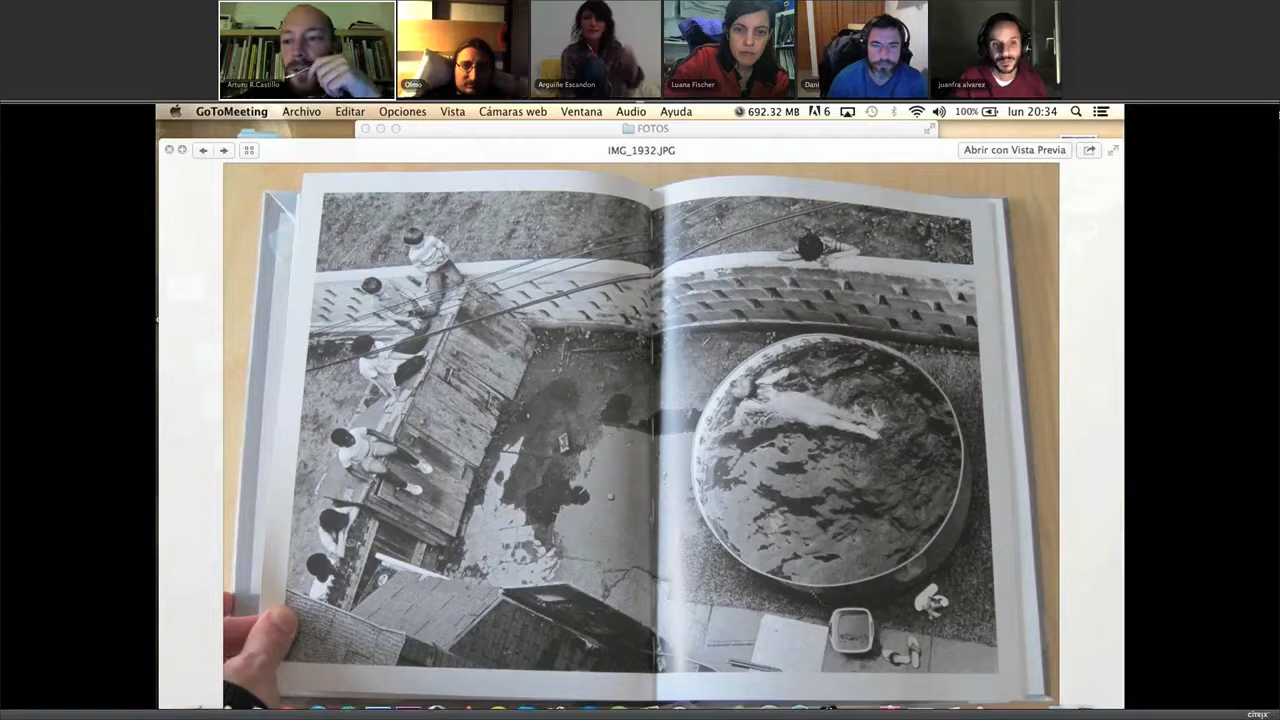 Arturo R.Castillo
Olmo
Arguiñe Escandon
Luana Fischer
Dani
juanfra alvarez
GoToMeeting Archivo Editar Opciones Vista Cámaras web Ventana Audio Ayuda 692.32 MB 6 100% lun 20:34
FOTOS
IMG_1932.JPG
Abrir con Vista Previa
CITRIX